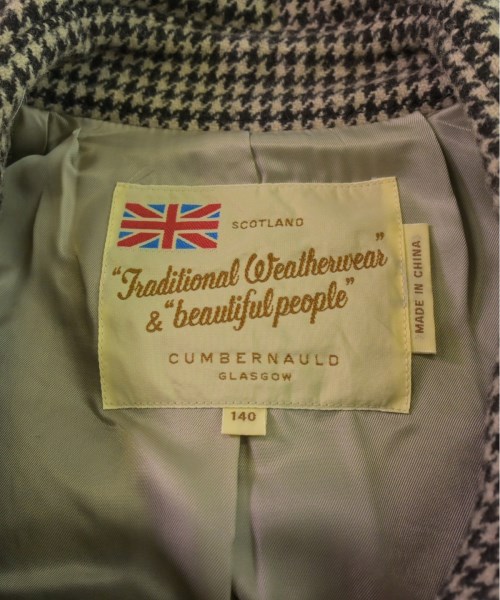 SCOTLAND
"Traditional Weatherwear"
& "beautiful people"
CUMBERNAULD
GLASGOW
140
MADE IN CHINA